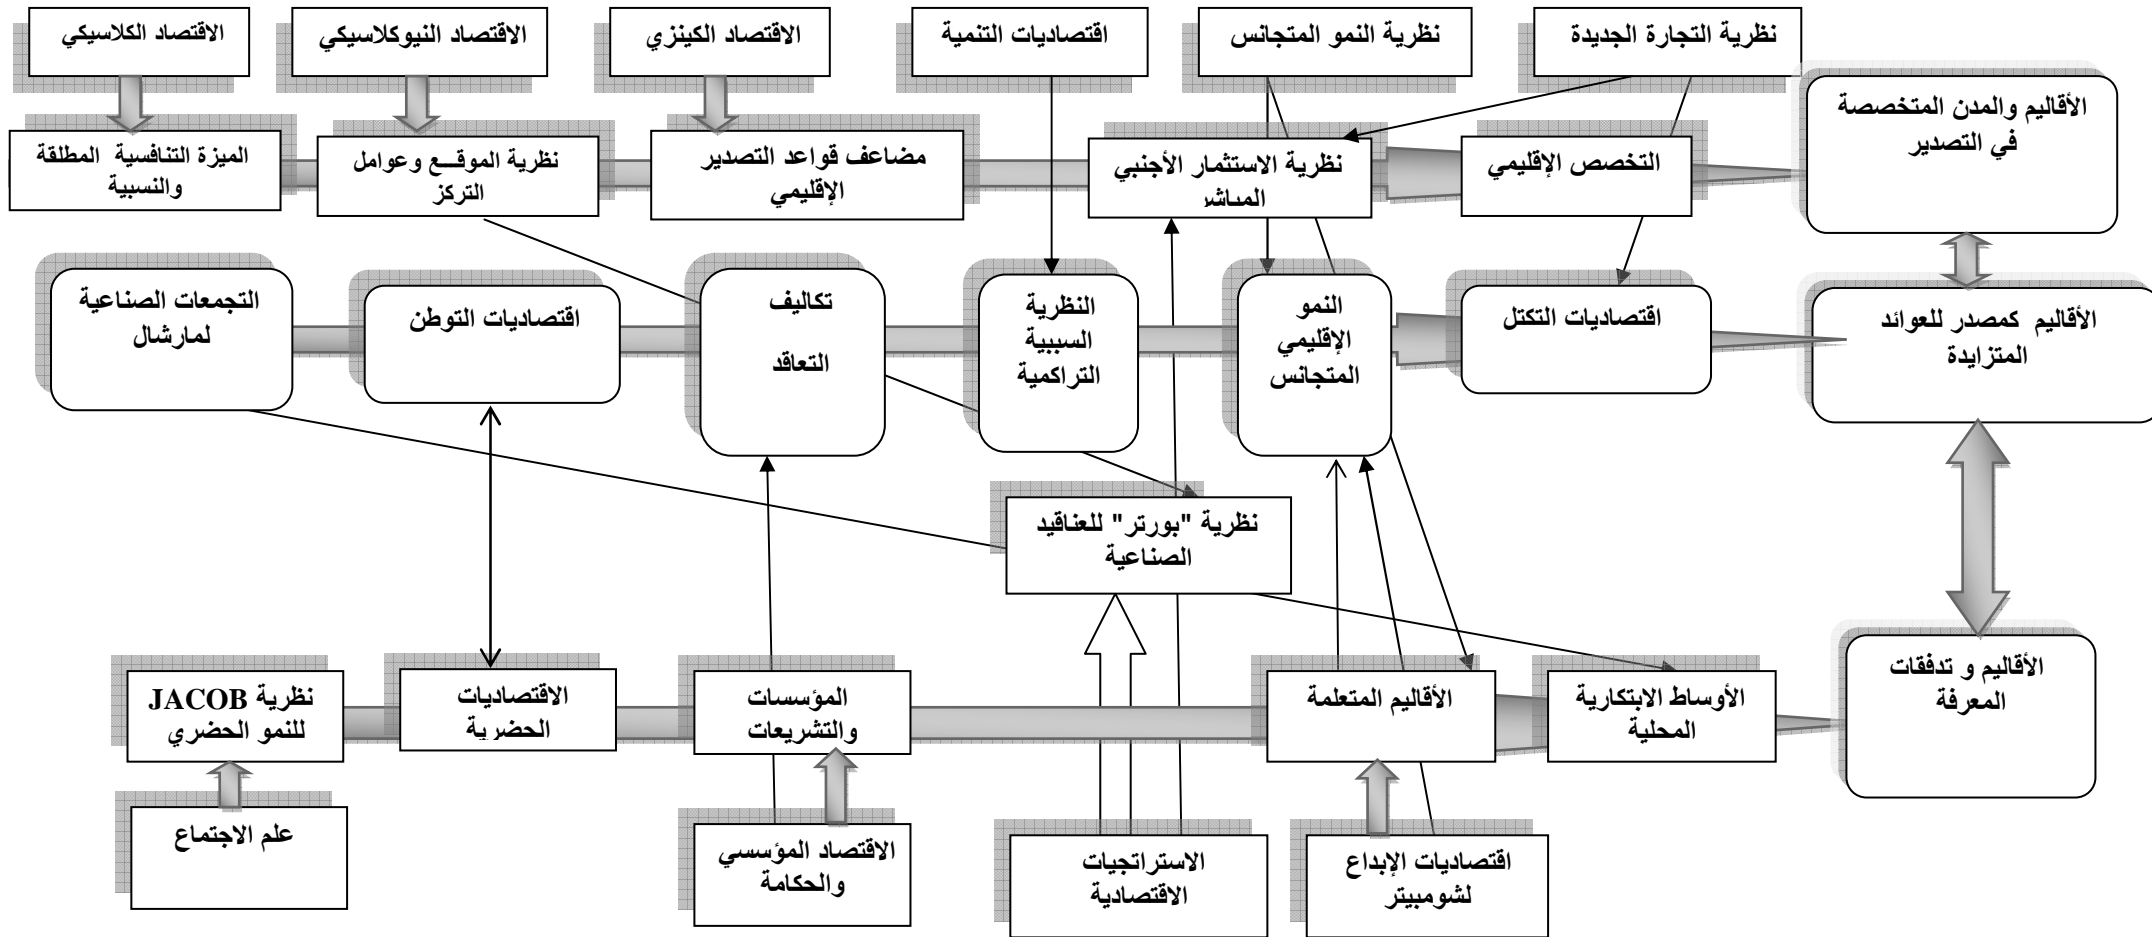 الاقتصاد الكلاسيكي
الاقتصاد النيوكلاسيكي
الاقتصاد الكينزي
اقتصاديات التنمية
نظرية النمو المتجانس
نظرية التجارة الجديدة
الميزة التنافسية المطلقة
والنسبية
نظرية الموقع وعوامل
التركز
مضاعف قواعد التصدير
الإقليمي
نظرية الاستثمار الأجنبي
المباشر
التخصص الإقليمي
الأقاليم والمدن المتخصصة
في التصدير
التجمعات الصناعية
لمارشال
اقتصاديات التوطن
تكاليف
التعاقد
النظرية
السببية
التراكمية
النمو
الإقليمي
المتجانس
اقتصاديات التكتل
الأقاليم كمصدر للعوائد
المتزايدة
نظرية "بورتر" للعناقيد
الصناعية
نظرية JACOB
للنمو الحضري
الاقتصاديات
الحضرية
المؤسسات
والتشريعات
الأقاليم المتعلمة
الأوساط الابتكارية
المحلية
الأقاليم و تدفقات
المعرفة
علم الاجتماع
الاقتصاد المؤسسي
والحكامة
الاستراتجيات
الاقتصادية
اقتصاديات الإبداع
لشومبيتر